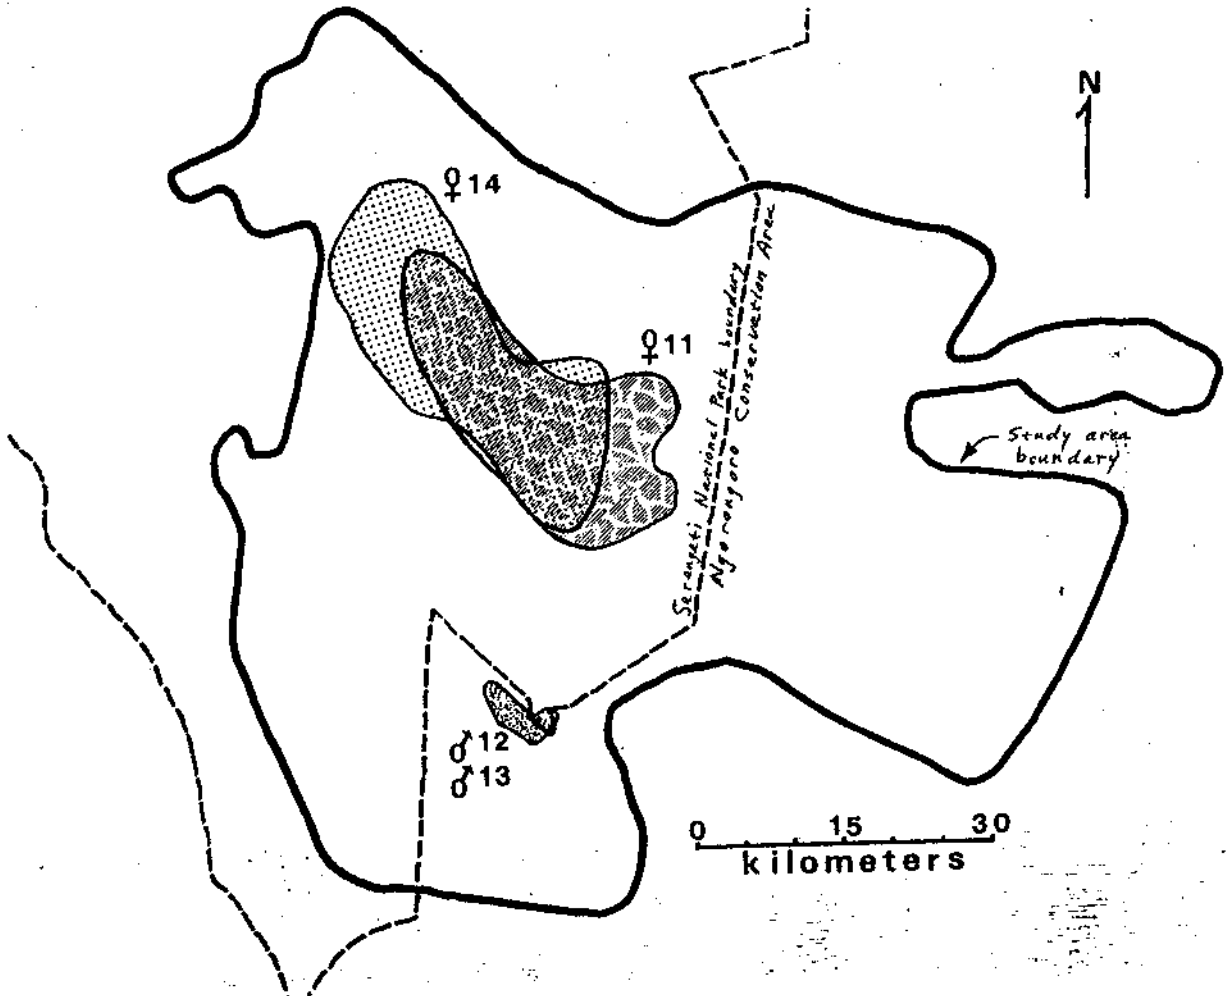 N
♀14
♀11
Serengeti National Park boundary
Ngorongoro Conservation Area
Study area
boundary
♂12
♂13
0 15 30
kilometers